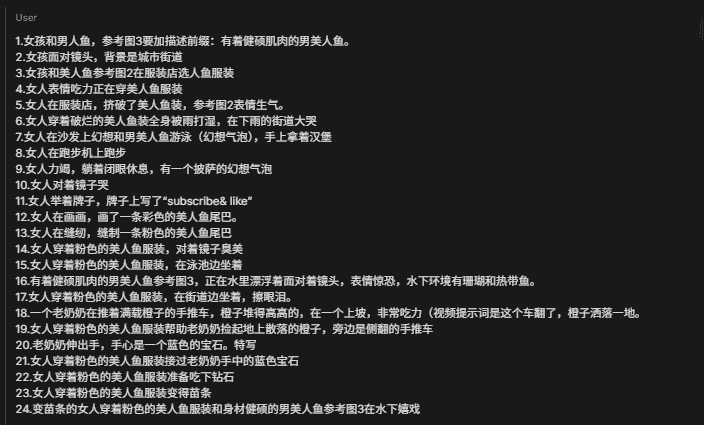 User
1.女孩和男人鱼，参考图3要加描述前缀：有着健硕肌肉的男美人鱼。
2.女孩面对镜头，背景是城市街道
3.女孩和美人鱼参考图2在服装店选人鱼服装
4.女人表情吃力正在穿美人鱼服装
5.女人在服装店，挤破了美人鱼装，参考图2表情生气。
6.女人穿着破烂的美人鱼装全身被雨打湿，在下雨的街道大哭
7.女人在沙发上幻想和男美人鱼游泳（幻想气泡），手上拿着汉堡
8.女人在跑步机上跑步
9.女人力竭，躺着闭眼休息，有一个披萨的幻想气泡
10.女人对着镜子哭
11.女人举着牌子，牌子上写了“subscribe& like”
12.女人在画画，画了一条彩色的美人鱼尾巴。
13.女人在缝纫，缝制一条粉色的美人鱼尾巴
14.女人穿着粉色的美人鱼服装，对着镜子臭美
15.女人穿着粉色的美人鱼服装，在泳池边坐着
16.有着健硕肌肉的男美人鱼参考图3，正在水里漂浮着面对着镜头，表情惊恐，水下环境有珊瑚和热带鱼。
17.女人穿着粉色的美人鱼服装，在街道边坐着，擦眼泪。
18.一个老奶奶在推着满载橙子的手推车，橙子堆得高高的，在一个上坡，非常吃力（视频提示词是这个车翻了，橙子洒落一地。
19.女人穿着粉色的美人鱼服装帮助老奶奶捡起地上散落的橙子，旁边是侧翻的手推车
20.老奶奶伸出手，手心是一个蓝色的宝石。特写
21.女人穿着粉色的美人鱼服装接过老奶奶手中的蓝色宝石
22.女人穿着粉色的美人鱼服装准备吃下钻石
23.女人穿着粉色的美人鱼服装变得苗条
24.变苗条的女人穿着粉色的美人鱼服装和身材健硕的男美人鱼参考图3在水下嬉戏